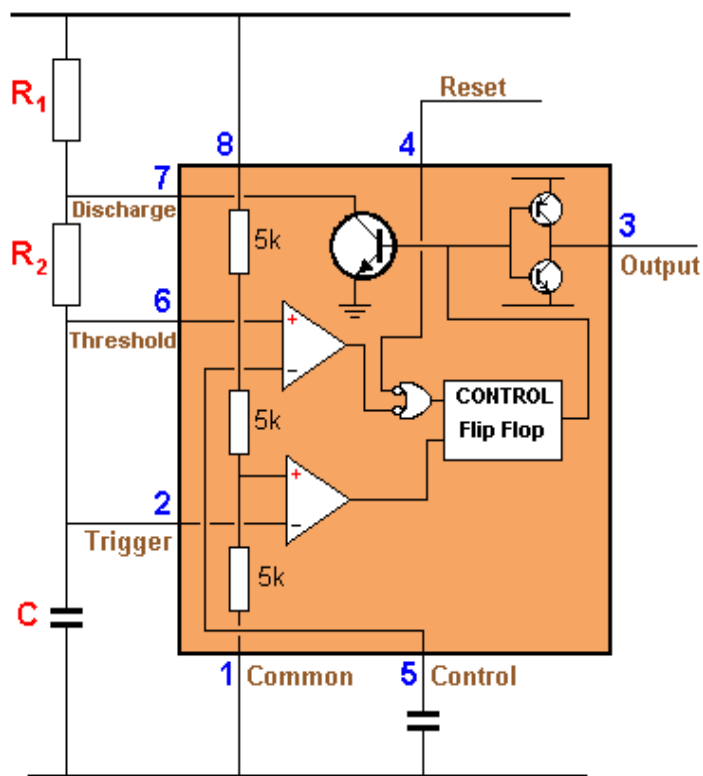 Reset
R1
8
4
7
Discharge
5k
3
Output
R2
6
Threshold
+
−
CONTROL
Flip Flop
5k
+
−
2
Trigger
5k
C
1
Common
5
Control